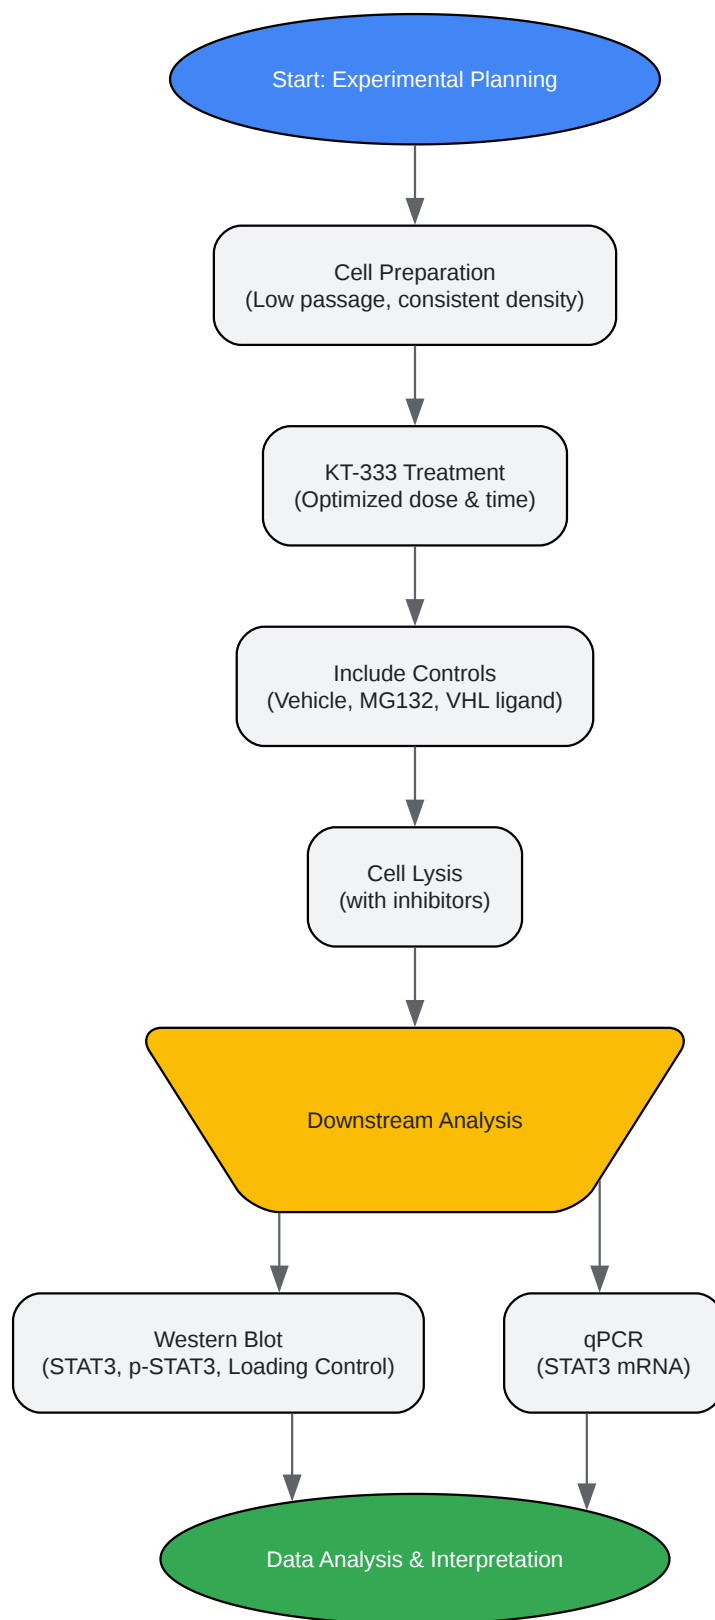 Start: Experimental Planning
Cell Preparation
(Low passage, consistent density)
KT-333 Treatment
(Optimized dose & time)
Include Controls
(Vehicle, MG132, VHL ligand)
Cell Lysis
(with inhibitors)
Downstream Analysis
Western Blot
(STAT3, p-STAT3, Loading Control)
qPCR
(STAT3 mRNA)
Data Analysis & Interpretation